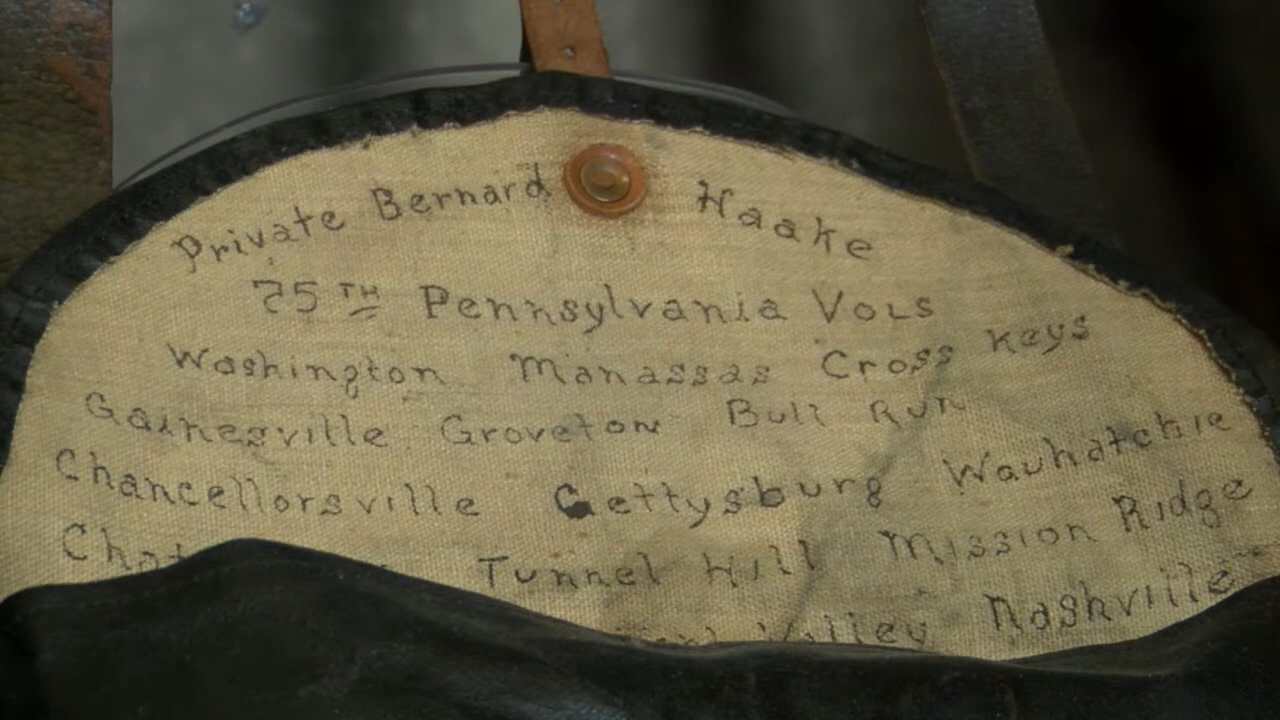 Private Bernard Haake
75TH Pennsylvania VOLS
Washington Manassas Cross Keys
Gainesville Groveton Bull Run
Chancellorsville Gettysburg Wauhatchie
Tunnel Hill Mission Ridge
Valley Nashville